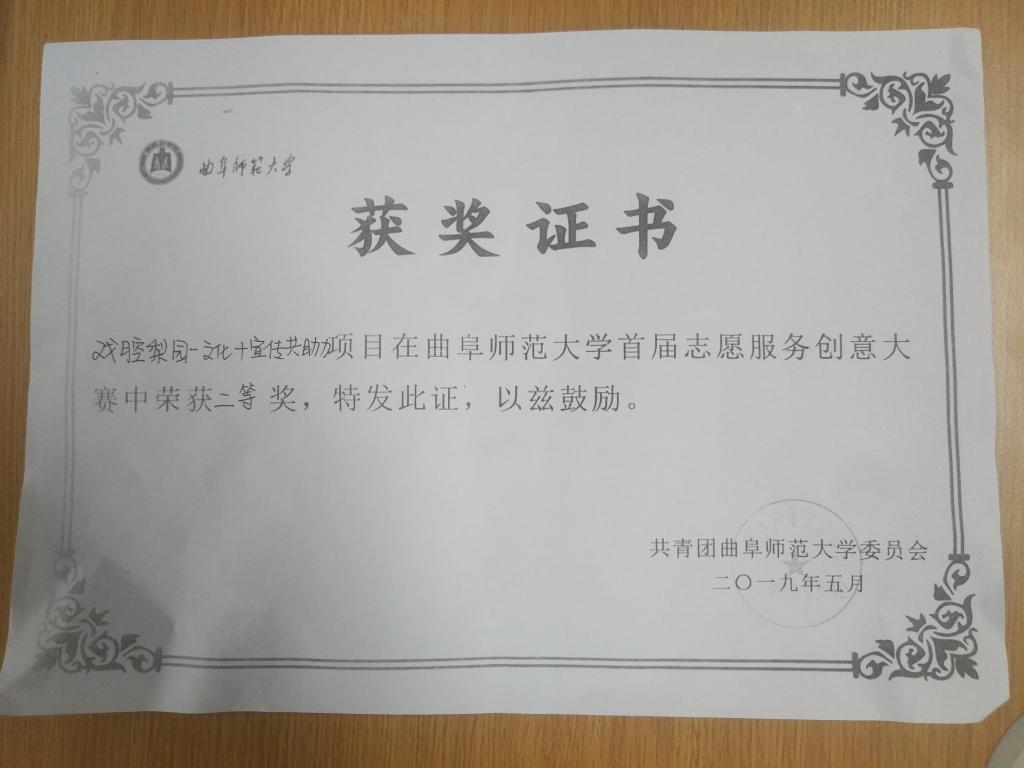 曲阜师范大学
获奖证书
戏腔梨园-文化+宣传共助力项目在曲阜师范大学首届志愿服务创意大
赛中荣获二等奖，特发此证，以兹鼓励。
共青团曲阜师范大学委员会
二〇一九年五月